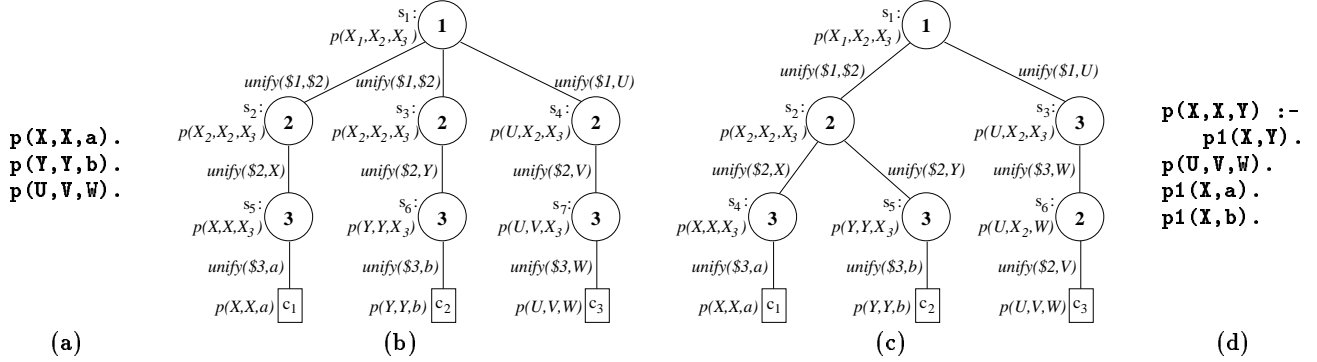 p(X,X,a).
p(Y,Y,b).
p(U,V,W).
(a)
s1:
p(X1,X2,X3)
1
unify($1,$2)
unify($1,$2)
unify($1,U)
s2:
p(X2,X2,X3)
2
s3:
p(X2,X2,X3)
2
s4:
p(U,X2,X3)
2
unify($2,X)
unify($2,Y)
unify($2,V)
s5:
p(X,X,X3)
3
s6:
p(Y,Y,X3)
3
s7:
p(U,V,X3)
3
unify($3,a)
unify($3,b)
unify($3,W)
p(X,X,a) c1
p(Y,Y,b) c2
p(U,V,W) c3
(b)
s1:
p(X1,X2,X3)
1
unify($1,$2)
unify($1,U)
s2:
p(X2,X2,X3)
2
s3:
p(U,X2,X3)
3
unify($2,X)
unify($2,Y)
unify($3,W)
s4:
p(X,X,X3)
3
s5:
p(Y,Y,X3)
3
s6:
p(U,X2,W)
2
unify($3,a)
unify($3,b)
unify($2,V)
p(X,X,a) c1
p(Y,Y,b) c2
p(U,V,W) c3
(c)
p(X,X,Y) :-
p1(X,Y).
p(U,V,W).
p1(X,a).
p1(X,b).
(d)